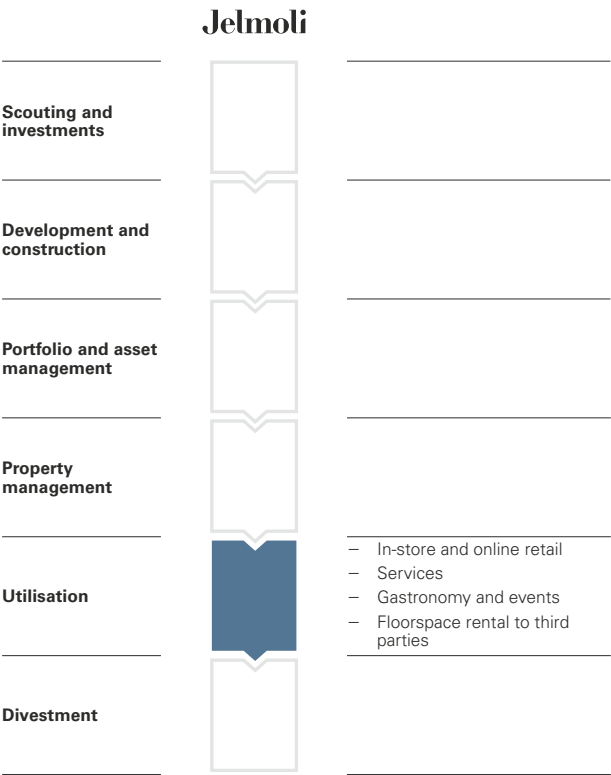 Jelmoli
Scouting and
investments
Development and
construction
Portfolio and asset
management
Property
management
Utilisation
– In-store and online retail
– Services
– Gastronomy and events
– Floorspace rental to third
parties
Divestment